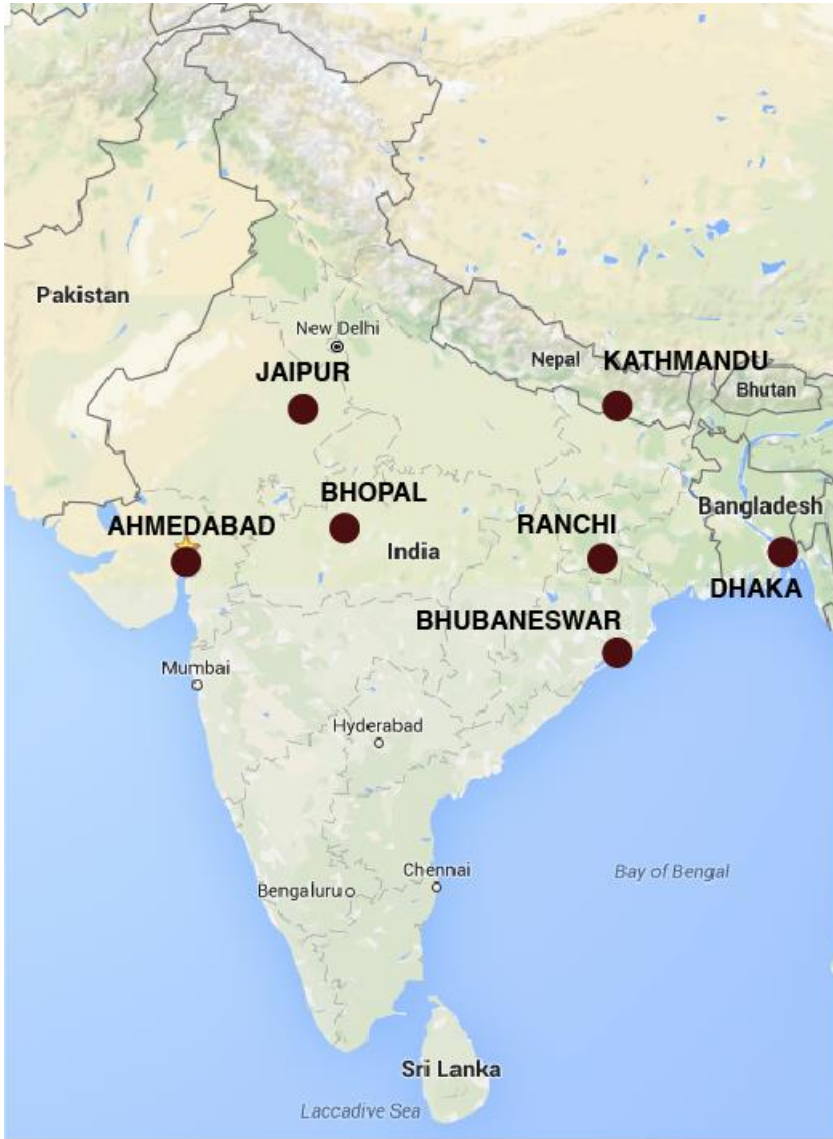 Pakistan
New Delhi
JAIPUR
Nepal
KATHMANDU
Bhutan
BHOPAL
AHMEDABAD
India
RANCHI
Bangladesh
DHAKA
BHUBANESWAR
Mumbai
Hyderabad
Bengaluru
Chennai
Bay of Bengal
Sri Lanka
Laccadive Sea